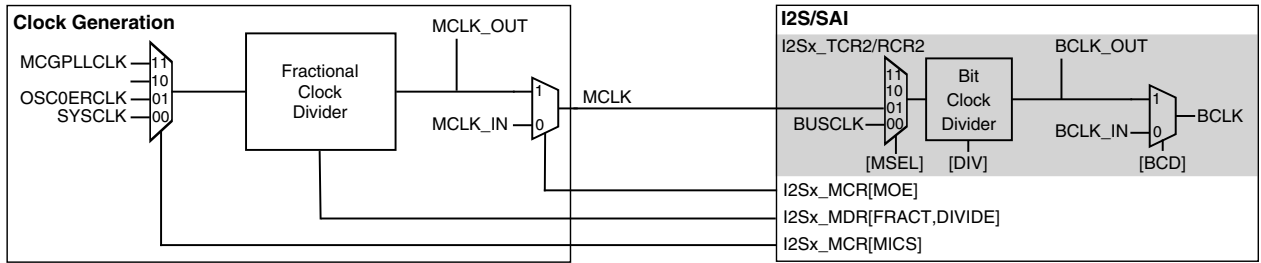 Clock Generation
MCGPLLCLK
OSC0ERCLK
SYSCLK
11
10
01
00
Fractional
Clock
Divider
MCLK_OUT
MCLK_IN
1
0
MCLK
I2S/SAI
I2Sx_TCR2/RCR2
BUSCLK
11
10
01
00
[MSEL]
Bit
Clock
Divider
[DIV]
BCLK_OUT
BCLK_IN
1
0
[BCD]
BCLK
I2Sx_MCR[MOE]
I2Sx_MDR[FRACT,DIVIDE]
I2Sx_MCR[MICS]